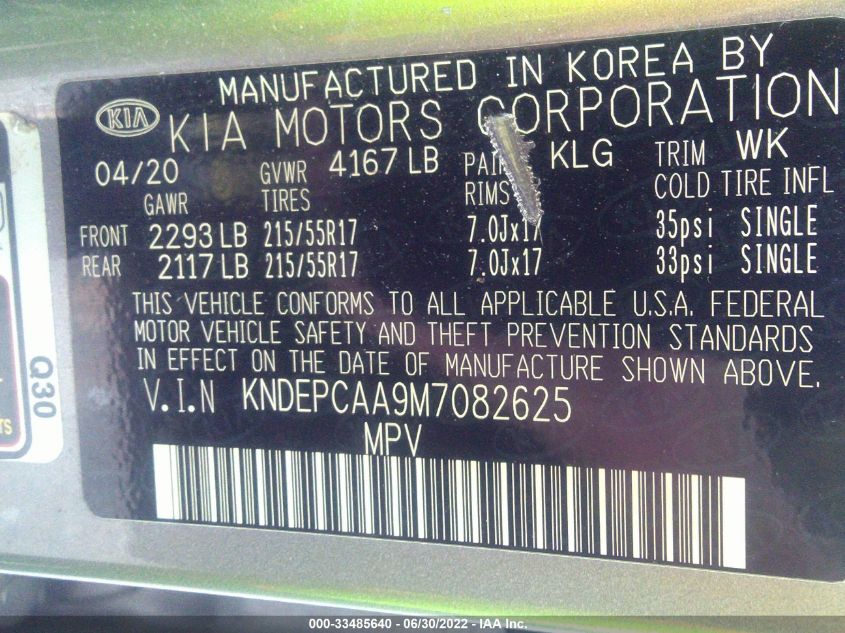 MANUFACTURED IN KOREA BY
KIA KIA MOTORS CORPORATION
04/20 GVWR 4167 LB PAINT KLG TRIM WK
GAWR TIRES RIMS COLD TIRE INFL
FRONT 2293 LB 215/55R17 7.0Jx17 35psi SINGLE
REAR 2117 LB 215/55R17 7.0Jx17 33psi SINGLE
THIS VEHICLE CONFORMS TO ALL APPLICABLE U.S.A. FEDERAL
MOTOR VEHICLE SAFETY AND THEFT PREVENTION STANDARDS
IN EFFECT ON THE DATE OF MANUFACTURE SHOWN ABOVE.
V.I.N KNDEPCAA9M7082625
MPV
Q30
000-33485640 - 06/30/2022 - IAA Inc.